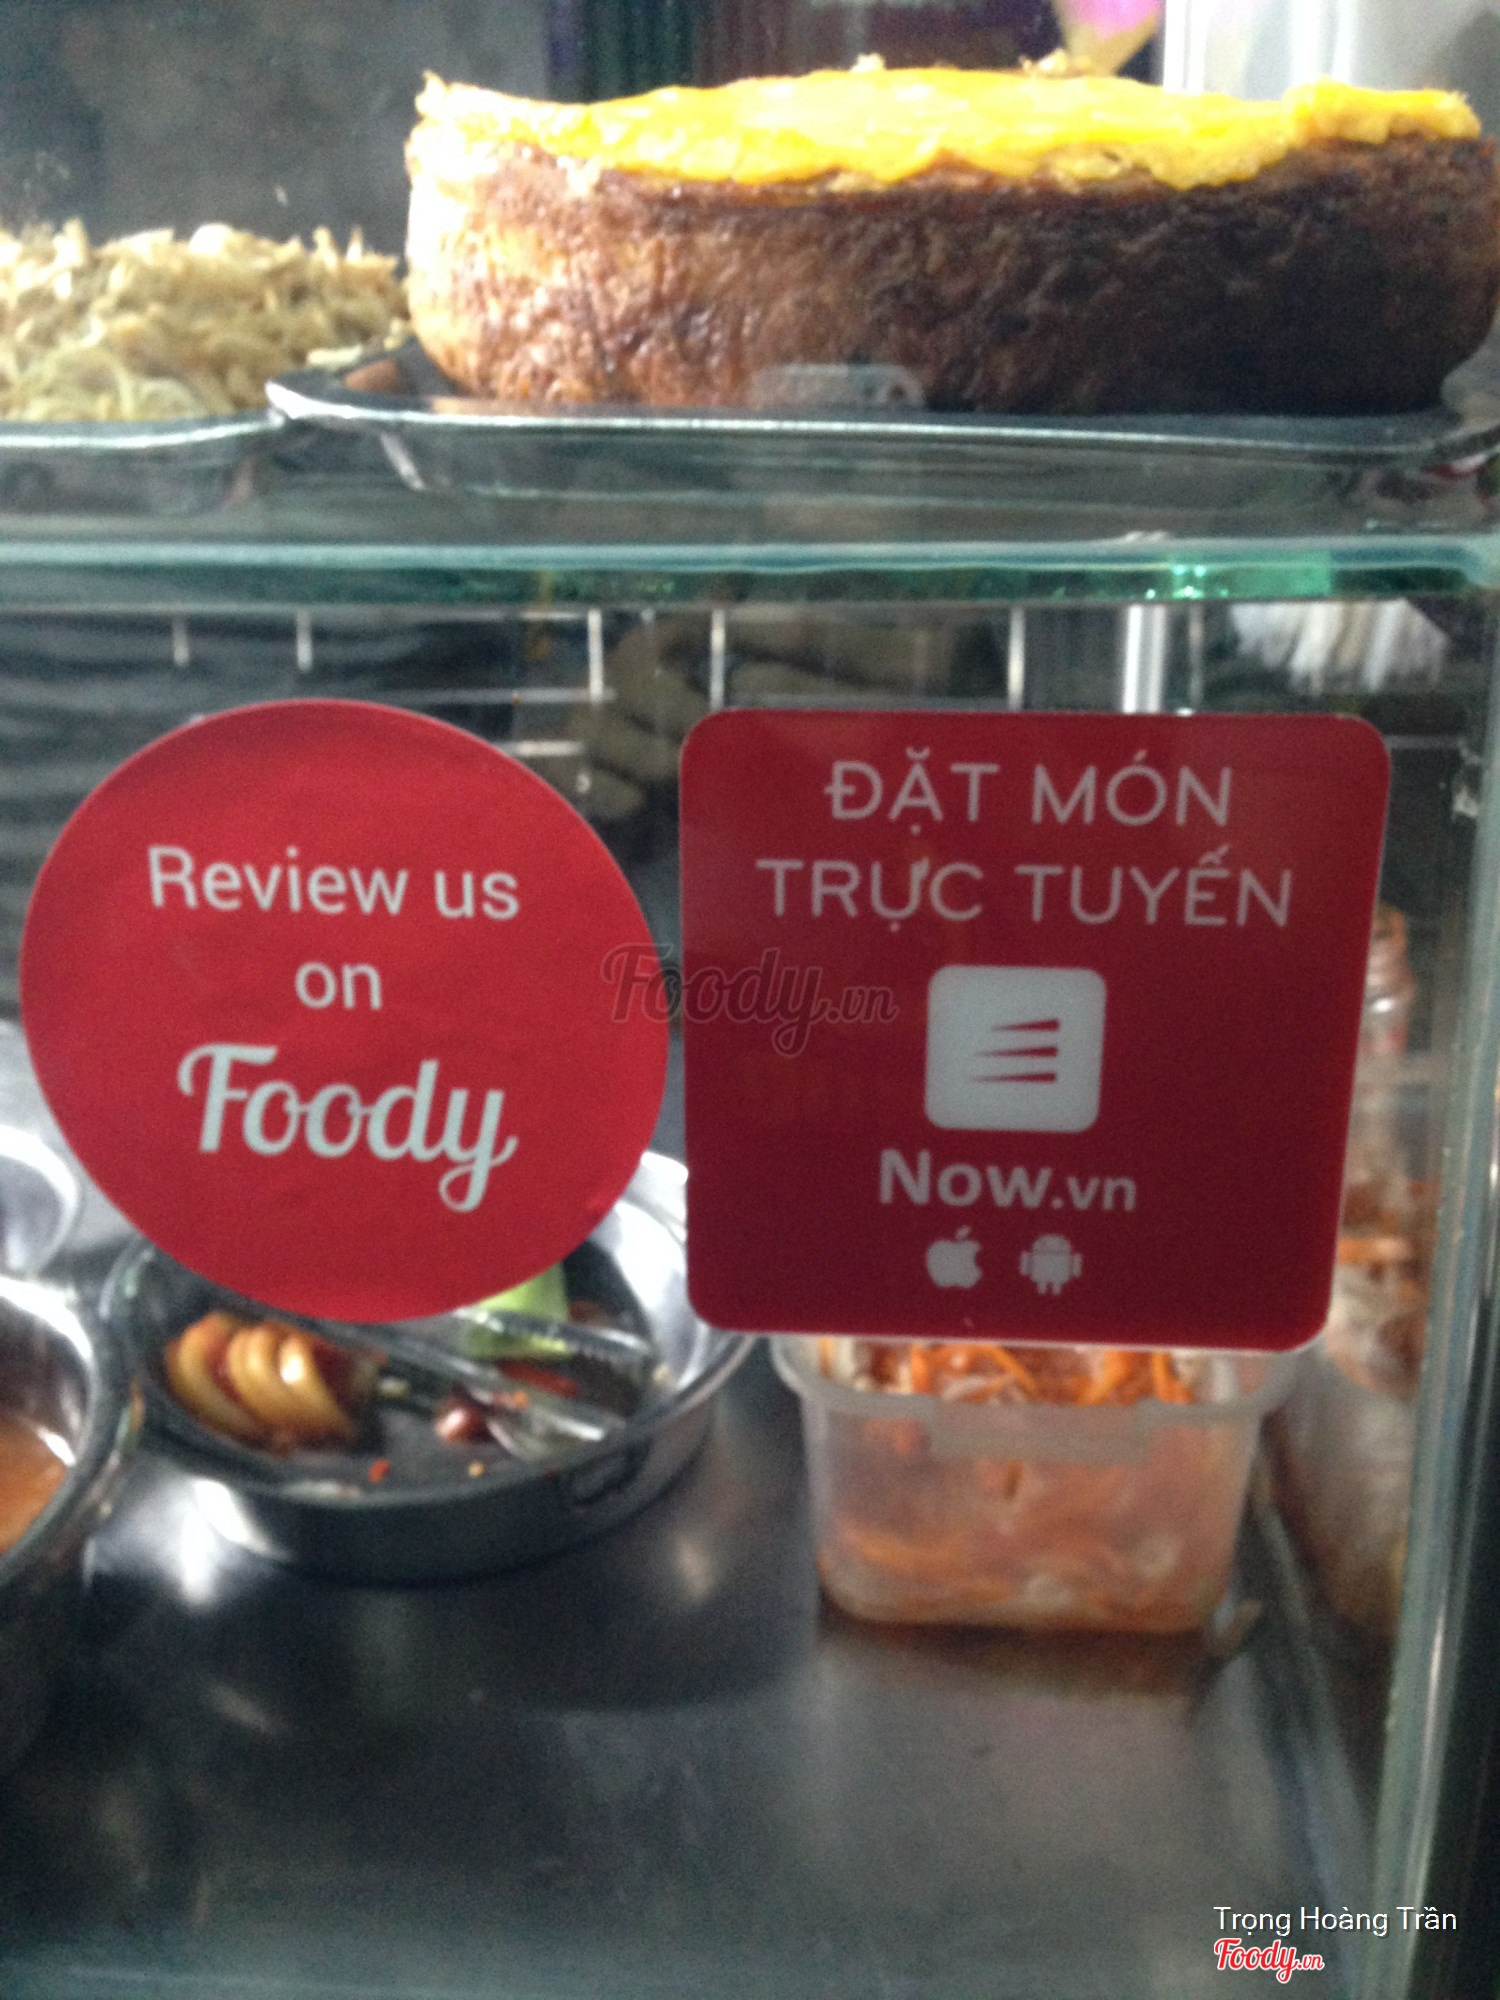 Review us
on
Foody
ĐẶT MÓN
TRỰC TUYẾN
Now.vn
Foody.vn
Trọng Hoàng Trần
Foody.vn